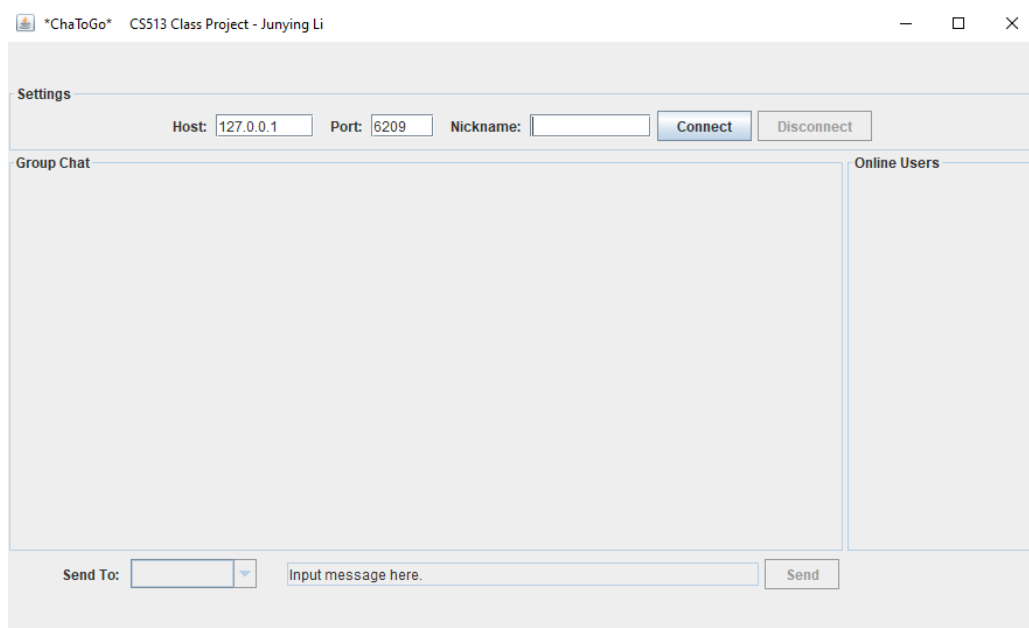 *ChaToGo*    CS513 Class Project - Junying Li
Settings
Host: 127.0.0.1 Port: 6209 Nickname: Connect Disconnect
Group Chat Online Users
Send To: Input message here. Send